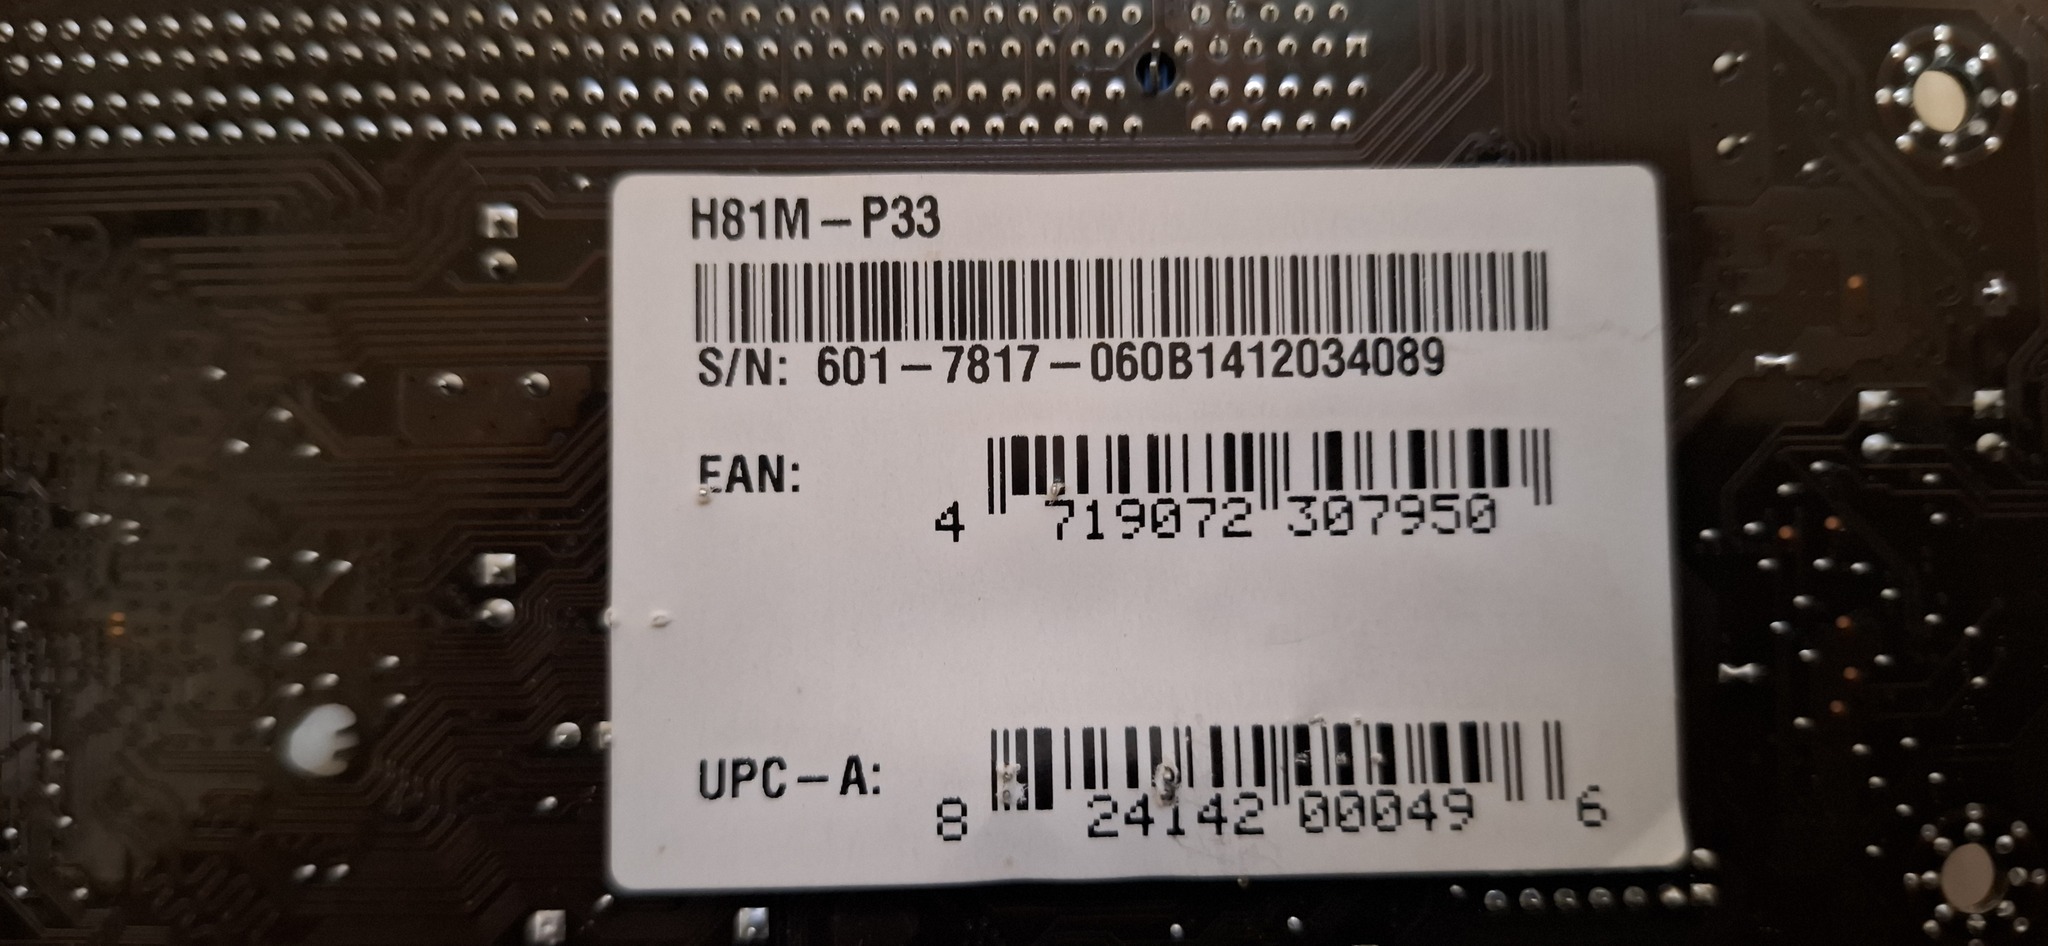 H81M-P33
S/N: 601-7817-060B1412034089
EAN:
4 719072 307950
UPC-A:
8 24142 00049 6